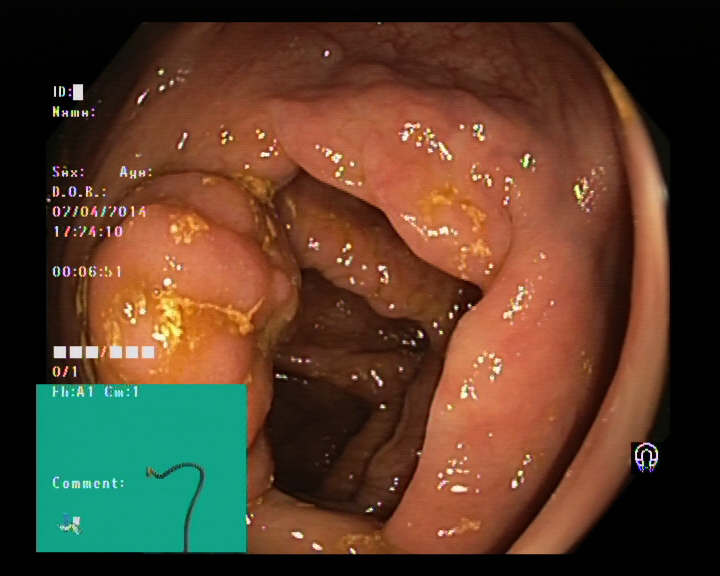 ID:
Name:
Sex: Age:
D.O.B.:
02/04/2014
17:24:10
00:06:51
/
0/1
Eh:A1 Cm:1
Comment: